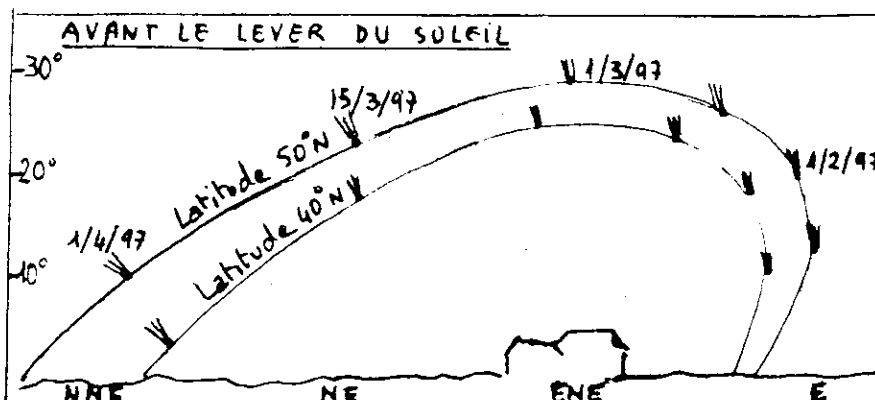 AVANT LE LEVER DU SOLEIL
30°
1/3/97
15/3/97
20°
1/2/97
Latitude 50°N
1/4/97
Latitude 40°N
10°
NNE NE ENE E